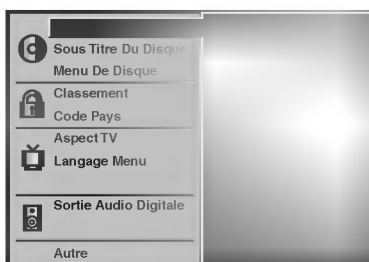 Sous Titre Du Disque
Menu De Disque
Classement
Code Pays
Aspect TV
Langage Menu
Sortie Audio Digitale
Autre